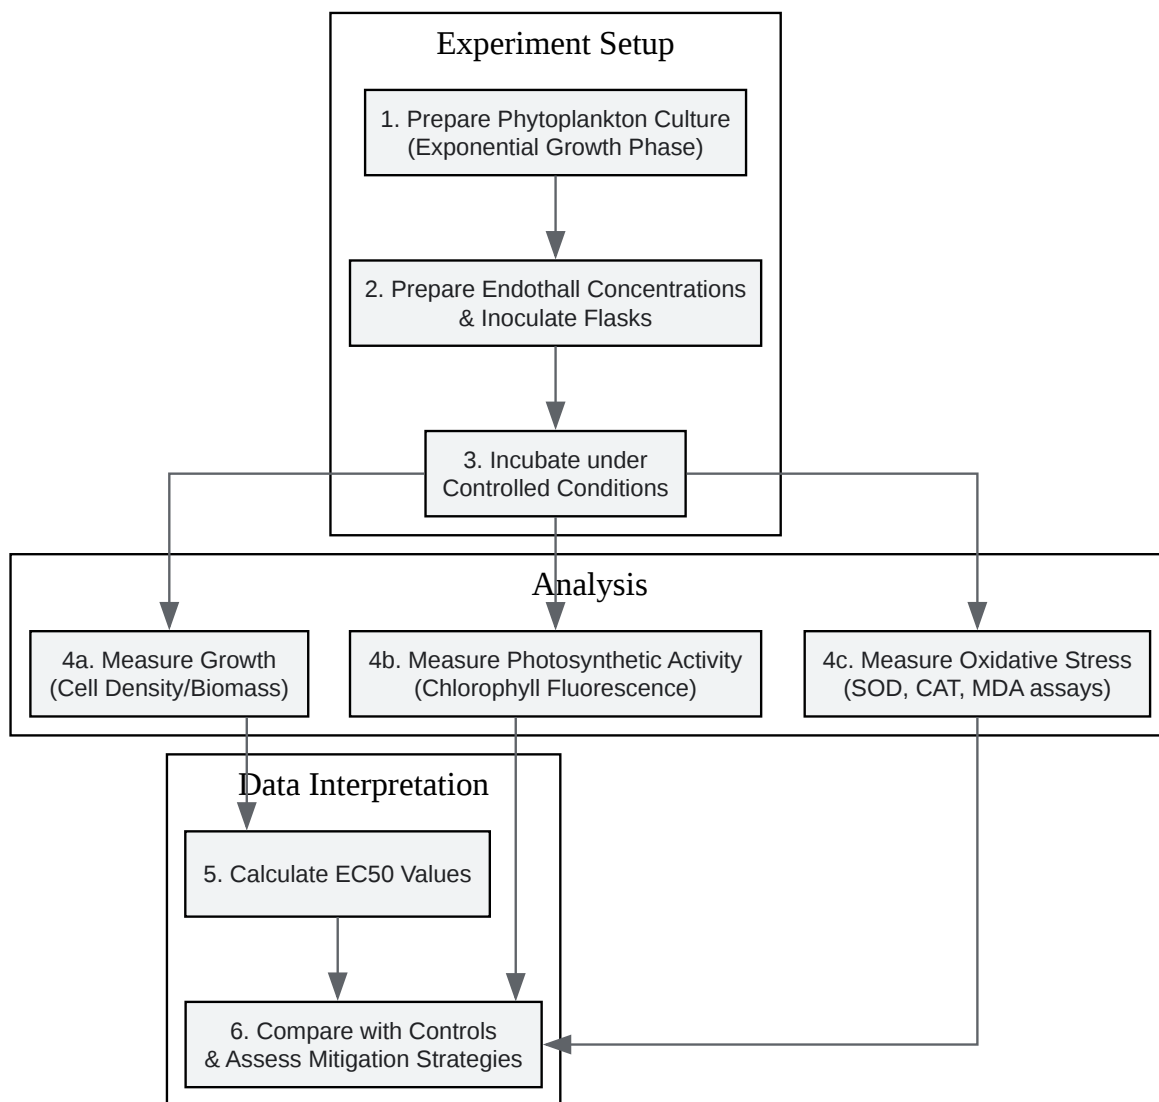 Experiment Setup
1. Prepare Phytoplankton Culture
(Exponential Growth Phase)
2. Prepare Endothall Concentrations
& Inoculate Flasks
3. Incubate under
Controlled Conditions
Analysis
4a. Measure Growth
(Cell Density/Biomass)
4b. Measure Photosynthetic Activity
(Chlorophyll Fluorescence)
4c. Measure Oxidative Stress
(SOD, CAT, MDA assays)
Data Interpretation
5. Calculate EC50 Values
6. Compare with Controls
& Assess Mitigation Strategies